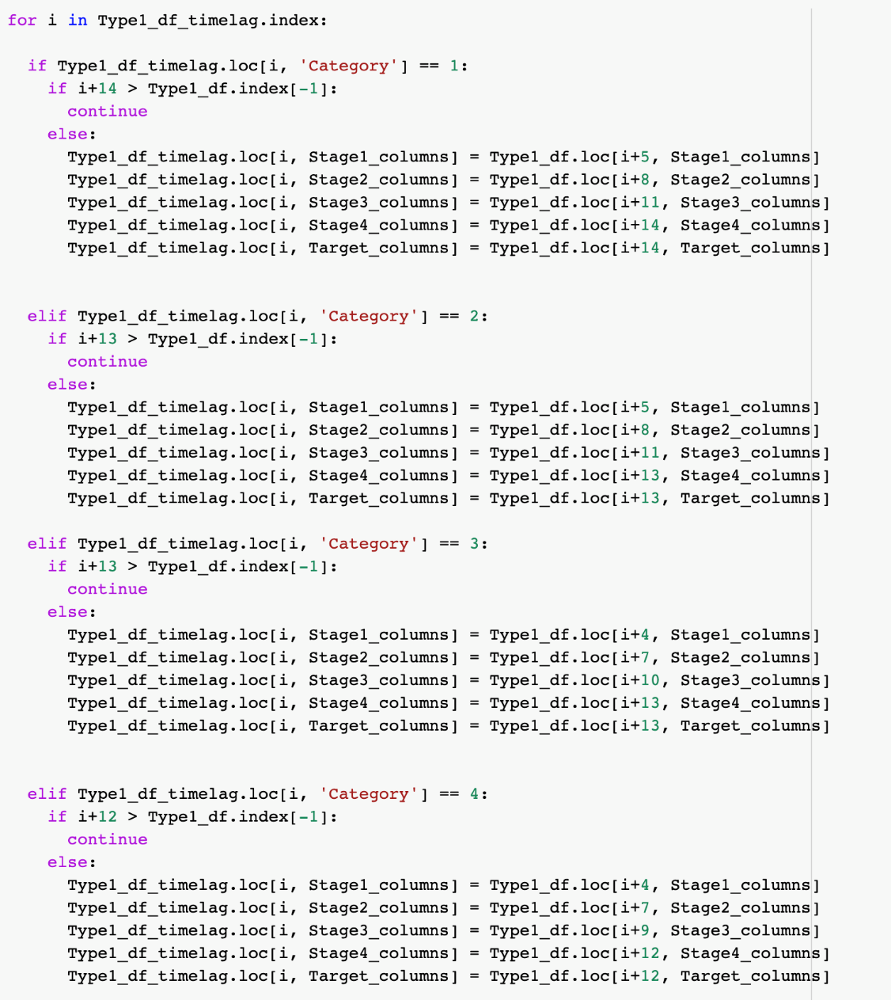 for i in Type1_df_timelag.index:
if Type1_df_timelag.loc[i, 'Category'] == 1:
if i+14 > Type1_df.index[-1]:
continue
else:
Type1_df_timelag.loc[i, Stage1_columns] = Type1_df.loc[i+5, Stage1_columns]
Type1_df_timelag.loc[i, Stage2_columns] = Type1_df.loc[i+8, Stage2_columns]
Type1_df_timelag.loc[i, Stage3_columns] = Type1_df.loc[i+11, Stage3_columns]
Type1_df_timelag.loc[i, Stage4_columns] = Type1_df.loc[i+14, Stage4_columns]
Type1_df_timelag.loc[i, Target_columns] = Type1_df.loc[i+14, Target_columns]
elif Type1_df_timelag.loc[i, 'Category'] == 2:
if i+13 > Type1_df.index[-1]:
continue
else:
Type1_df_timelag.loc[i, Stage1_columns] = Type1_df.loc[i+5, Stage1_columns]
Type1_df_timelag.loc[i, Stage2_columns] = Type1_df.loc[i+8, Stage2_columns]
Type1_df_timelag.loc[i, Stage3_columns] = Type1_df.loc[i+11, Stage3_columns]
Type1_df_timelag.loc[i, Stage4_columns] = Type1_df.loc[i+13, Stage4_columns]
Type1_df_timelag.loc[i, Target_columns] = Type1_df.loc[i+13, Target_columns]
elif Type1_df_timelag.loc[i, 'Category'] == 3:
if i+13 > Type1_df.index[-1]:
continue
else:
Type1_df_timelag.loc[i, Stage1_columns] = Type1_df.loc[i+4, Stage1_columns]
Type1_df_timelag.loc[i, Stage2_columns] = Type1_df.loc[i+7, Stage2_columns]
Type1_df_timelag.loc[i, Stage3_columns] = Type1_df.loc[i+10, Stage3_columns]
Type1_df_timelag.loc[i, Stage4_columns] = Type1_df.loc[i+13, Stage4_columns]
Type1_df_timelag.loc[i, Target_columns] = Type1_df.loc[i+13, Target_columns]
elif Type1_df_timelag.loc[i, 'Category'] == 4:
if i+12 > Type1_df.index[-1]:
continue
else:
Type1_df_timelag.loc[i, Stage1_columns] = Type1_df.loc[i+4, Stage1_columns]
Type1_df_timelag.loc[i, Stage2_columns] = Type1_df.loc[i+7, Stage2_columns]
Type1_df_timelag.loc[i, Stage3_columns] = Type1_df.loc[i+9, Stage3_columns]
Type1_df_timelag.loc[i, Stage4_columns] = Type1_df.loc[i+12, Stage4_columns]
Type1_df_timelag.loc[i, Target_columns] = Type1_df.loc[i+12, Target_columns]